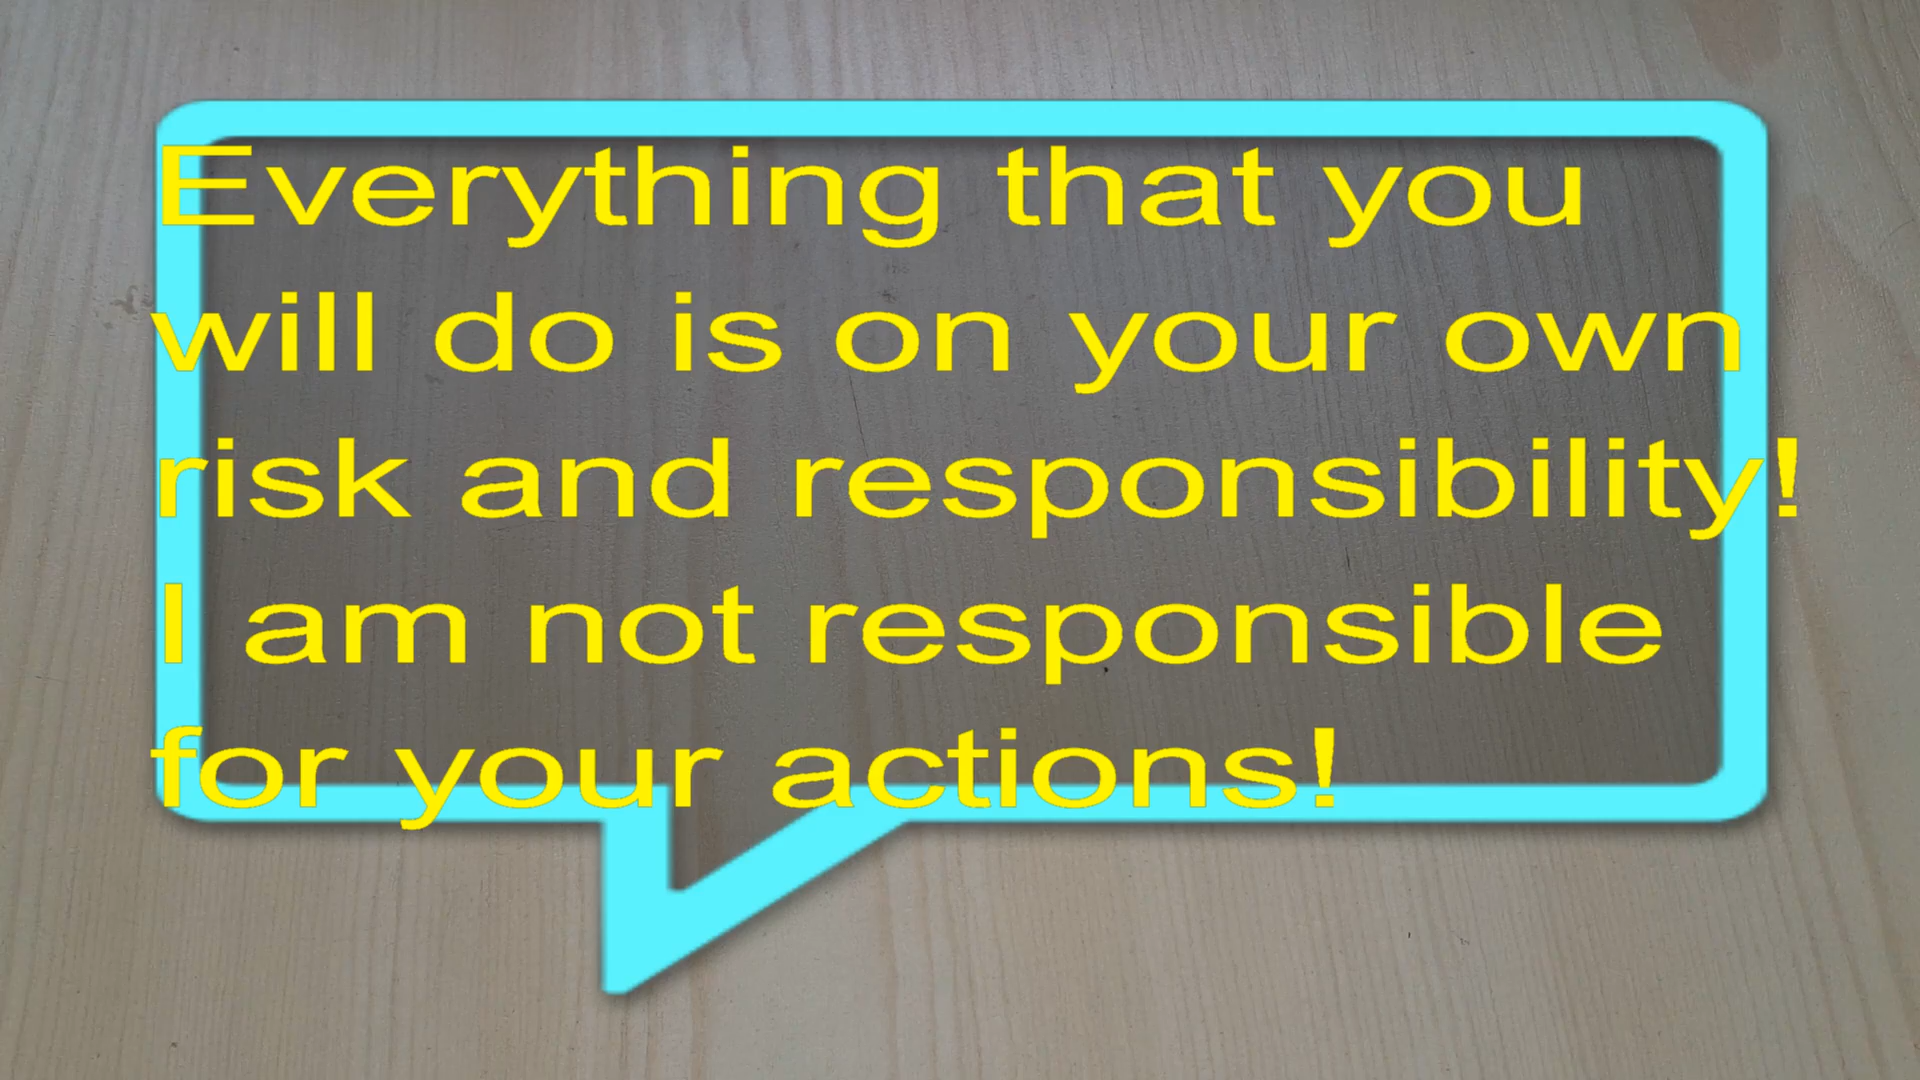 Everything that you
will do is on your own
risk and responsibility!
I am not responsible
for your actions!